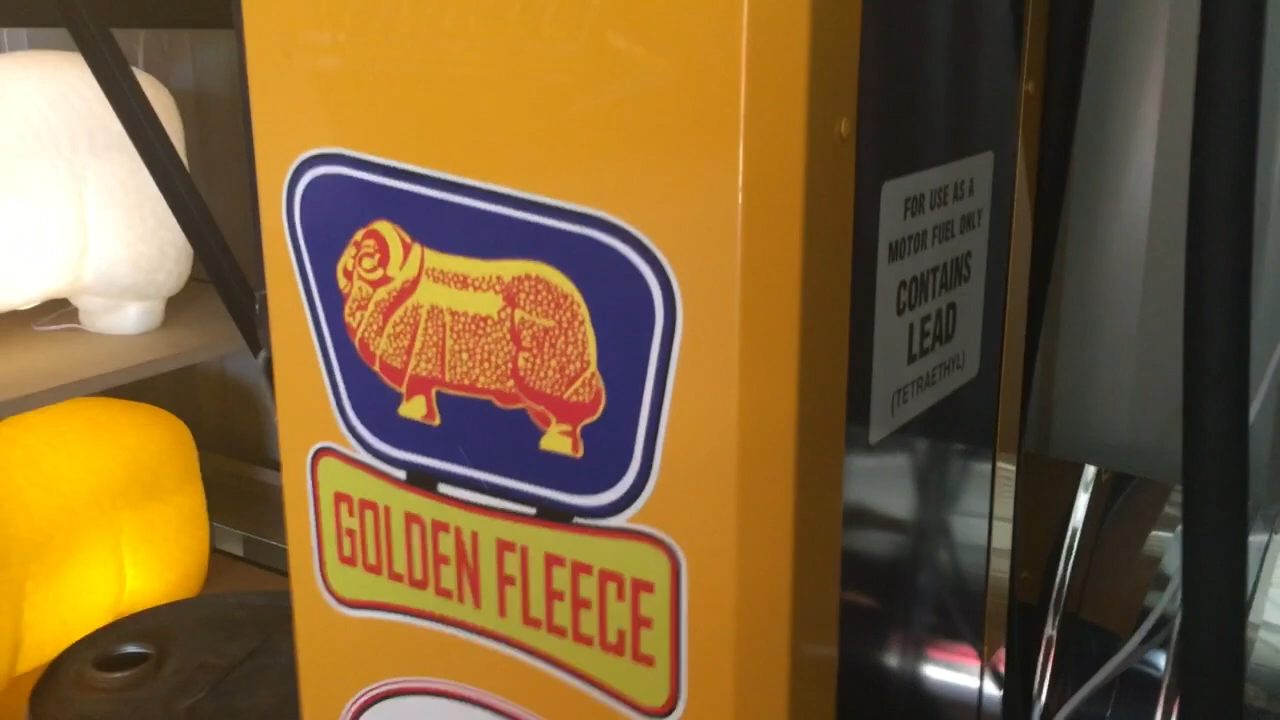 GOLDEN FLEECE
FOR USE AS A
MOTOR FUEL ONLY
CONTAINS
LEAD
(TETRAETHYL)